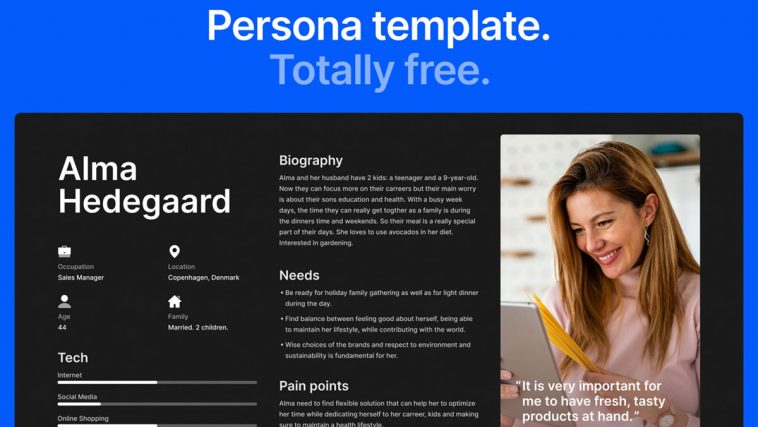 Persona template.
Totally free.
Alma
Hedegaard
Occupation
Sales Manager
Location
Copenhagen, Denmark
Age
44
Family
Married. 2 children.
Tech
Internet
Social Media
Online Shopping
Biography
Alma and her husband have 2 kids: a teenager and a 9-year-old.
Now they can focus more on their carreers but their main worry
is about their sons education and health. With a busy week
days, the time they can really get togther as a family is during
the dinners time and weekends. So their meal is a really special
part of their days. She loves to use avocados in her diet.
Interested in gardening.
Needs
• Be ready for holiday family gathering as well as for light dinner
during the day.
• Find balance between feeling good about herself, being able
to maintain her lifestyle, while contributing with the world.
• Wise choices of the brands and respect to environment and
sustainability is fundamental for her.
Pain points
Alma need to find flexible solution that can help her to optimize
her time while dedicating herself to her carreer, kids and making
sure to maintain a health lifestyle.
“It is very important for
me to have fresh, tasty
products at hand.”